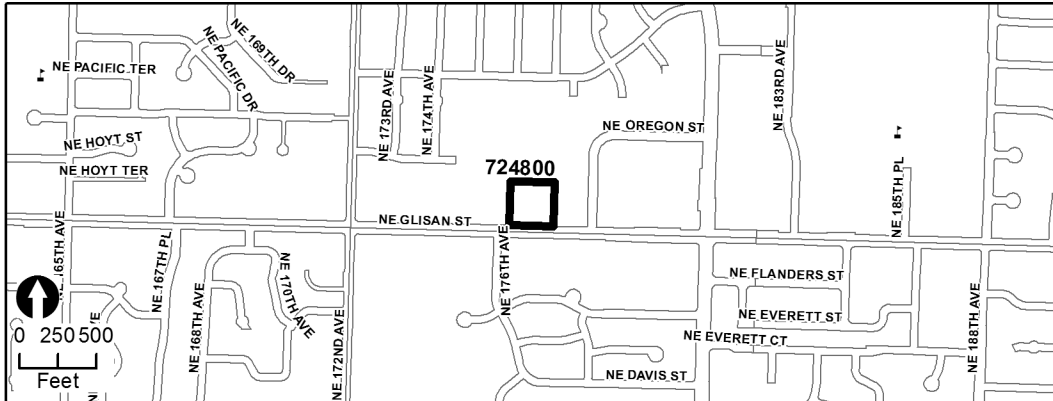 NE 169TH DR
NE PACIFIC DR
NE PACIFIC TER
NE 173RD AVE
NE 174TH AVE
NE 183RD AVE
NE OREGON ST
NE HOYT ST
NE HOYT TER
724800
NE 185TH PL
NE GLISAN ST
NE 165TH AVE
NE 167TH PL
NE 168TH AVE
NE 170TH AVE
NE 172ND AVE
NE 176TH AVE
NE FLANDERS ST
NE EVERETT ST
NE EVERETT CT
NE 188TH AVE
NE DAVIS ST
0 250 500
Feet